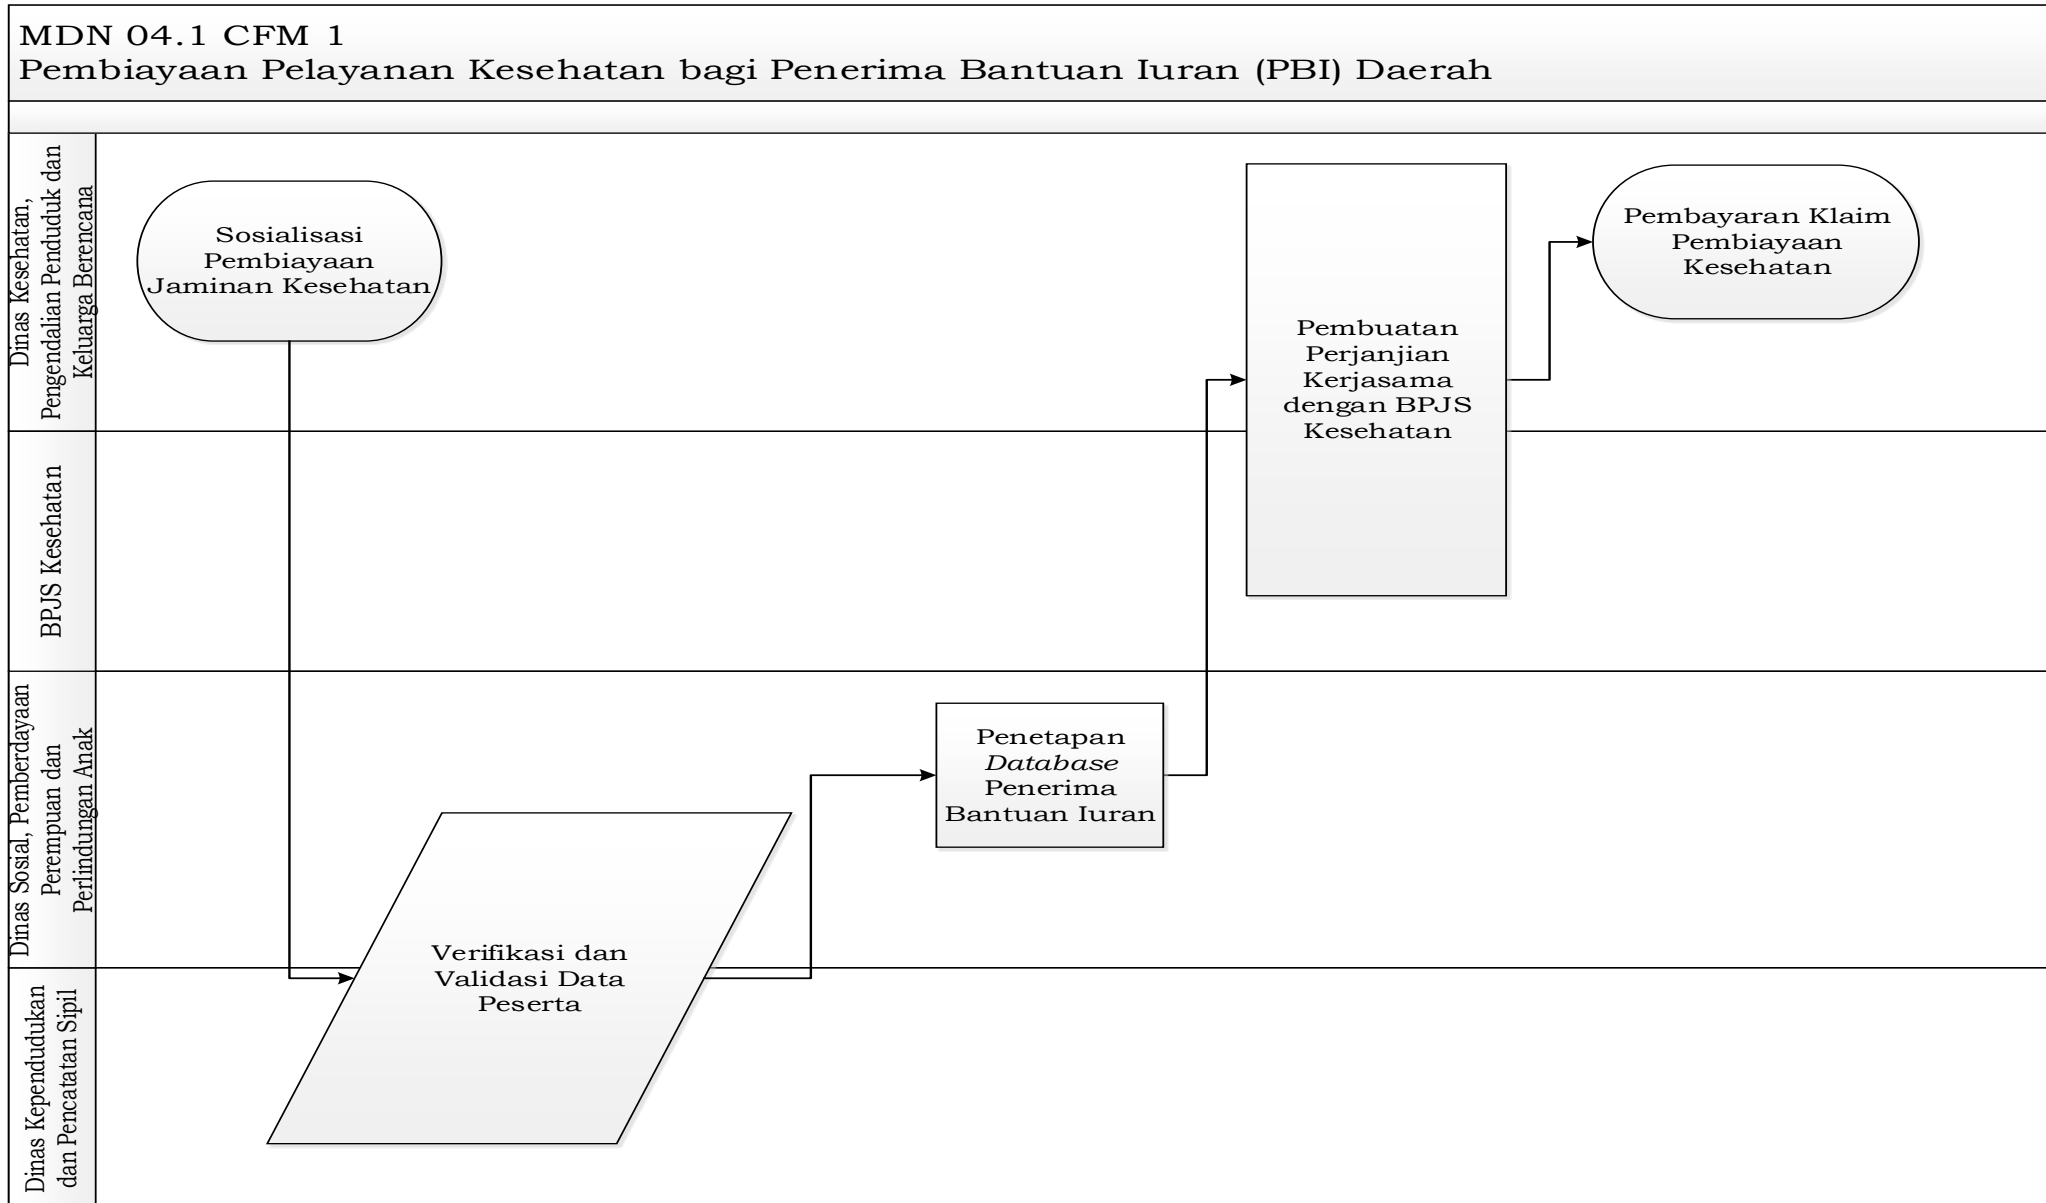 MDN 04.1 CFM 1
Pembiayaan Pelayanan Kesehatan bagi Penerima Bantuan Iuran (PBI) Daerah
Dinas Kesehatan,
Pengendalian Penduduk dan
Keluarga Berencana
Sosialisasi
Pembiayaan
Jaminan Kesehatan
Pembuatan
Perjanjian
Kerjasama
dengan BPJS
Kesehatan
Pembayaran Klaim
Pembiayaan
Kesehatan
BPJS Kesehatan
Dinas Sosial, Pemberdayaan
Perempuan dan
Perlindungan Anak
Penetapan
Database
Penerima
Bantuan Iuran
Verifikasi dan
Validasi Data
Peserta
Dinas Kependudukan
dan Pencatatan Sipil